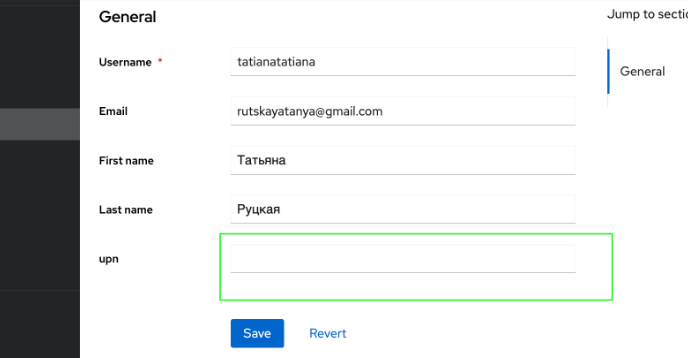 General
Jump to sectio
Username *
tatianatatiana
General
Email
rutskayatanya@gmail.com
First name
Татьяна
Last name
Руцкая
upn
Save
Revert